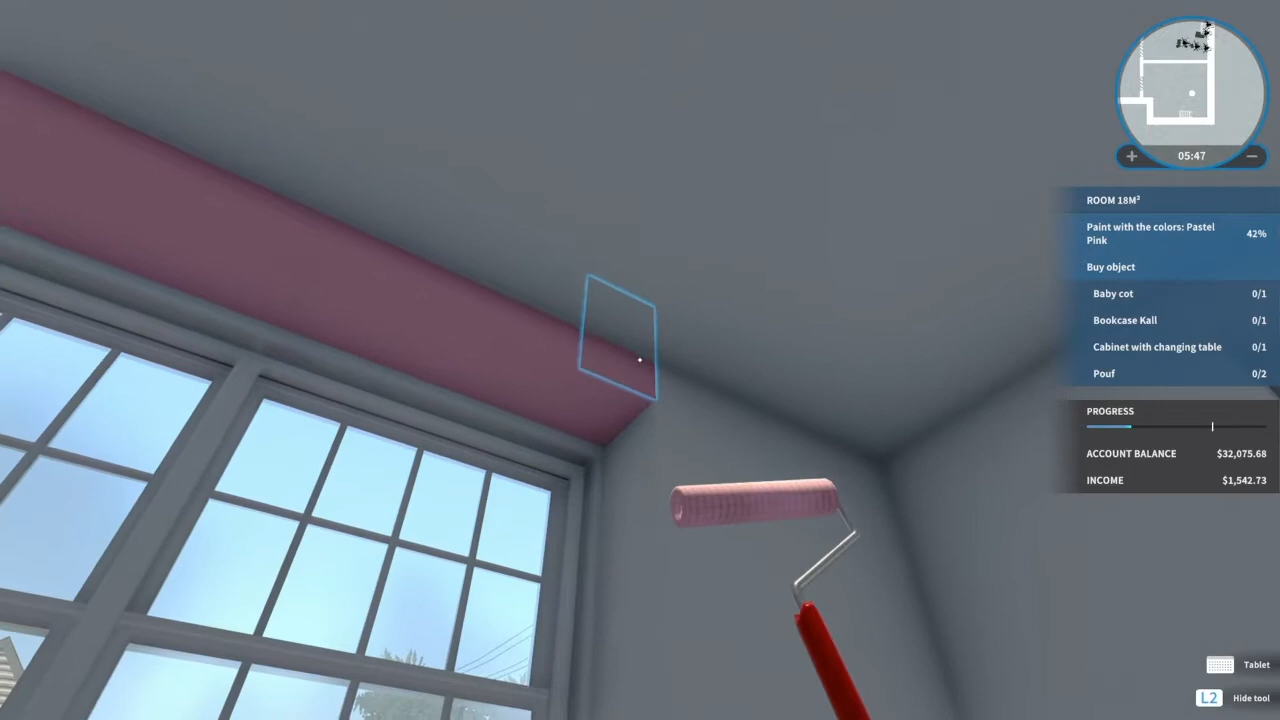 05:47
ROOM 18M²
Paint with the colors: Pastel
Pink
42%
Buy object
Baby cot 0/1
Bookcase Kall 0/1
Cabinet with changing table 0/1
Pouf 0/2
PROGRESS
ACCOUNT BALANCE $32,075.68
INCOME $1,542.73
Tablet
L2 Hide tool